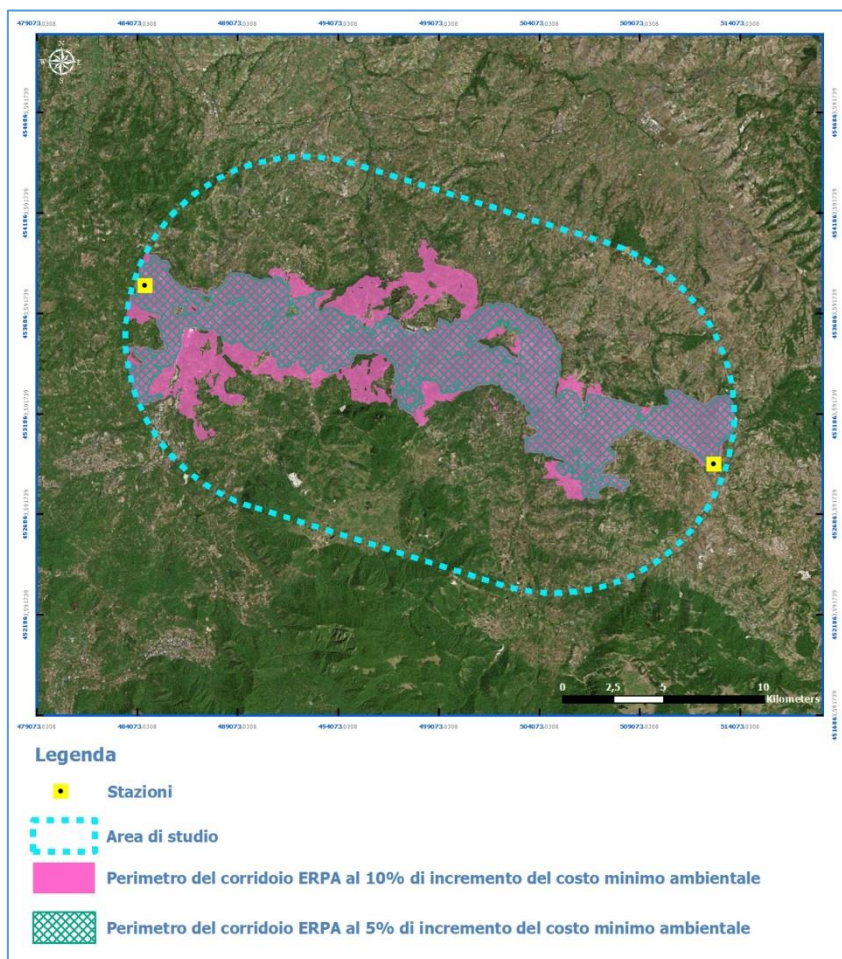 479073,0308 484073,0308 489073,0308 494073,0308 499073,0308 504073,0308 509073,0308 514073,0308
N
W E
S
0 2,5 5 10
Kilometers
479073,0308 484073,0308 489073,0308 494073,0308 499073,0308 504073,0308 509073,0308 514073,0308
Legenda
Stazioni
Area di studio
Perimetro del corridoio ERPA al 10% di incremento del costo minimo ambientale
Perimetro del corridoio ERPA al 5% di incremento del costo minimo ambientale